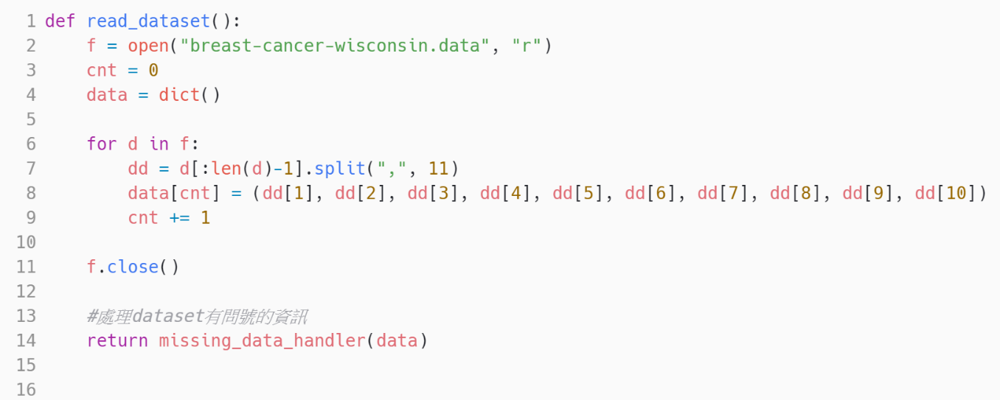 1 def read_dataset():
2     f = open("breast-cancer-wisconsin.data", "r")
3     cnt = 0
4     data = dict()
5
6     for d in f:
7         dd = d[:len(d)-1].split(",", 11)
8         data[cnt] = (dd[1], dd[2], dd[3], dd[4], dd[5], dd[6], dd[7], dd[8], dd[9], dd[10])
9         cnt += 1
10
11     f.close()
12
13     #處理dataset有問號的資訊
14     return missing_data_handler(data)
15
16